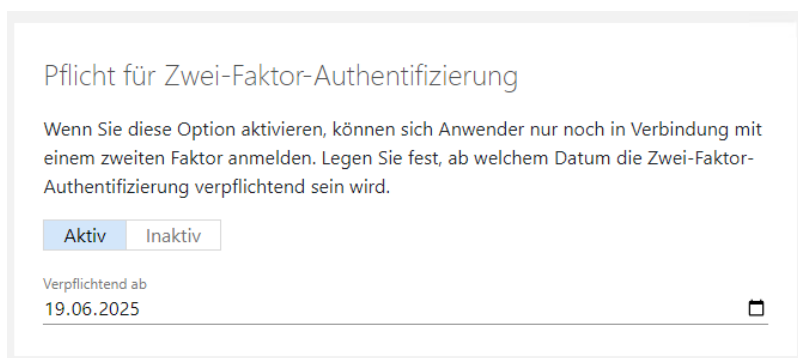 Pflicht für Zwei-Faktor-Authentifizierung
Wenn Sie diese Option aktivieren, können sich Anwender nur noch in Verbindung mit
einem zweiten Faktor anmelden. Legen Sie fest, ab welchem Datum die Zwei-Faktor-
Authentifizierung verpflichtend sein wird.
Aktiv Inaktiv
Verpflichtend ab
19.06.2025